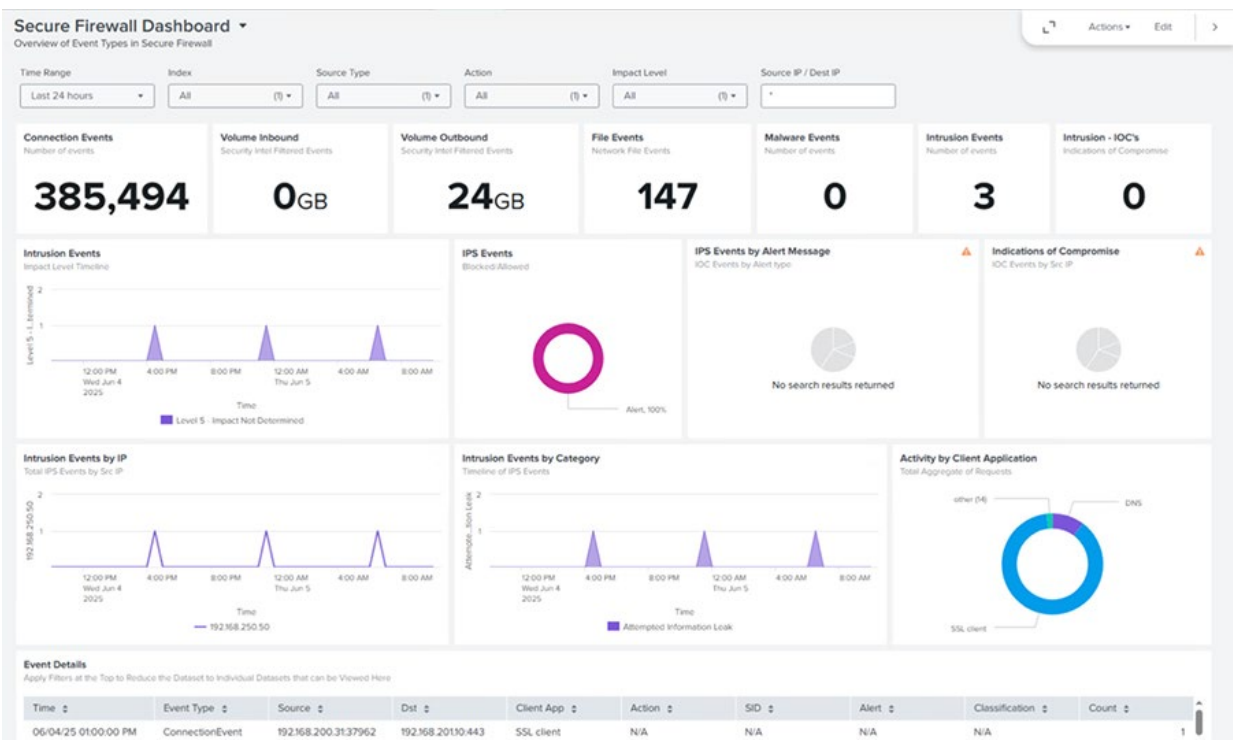 Secure Firewall Dashboard
Overview of Event Types in Secure Firewall
Actions
Edit
Time Range
Index
Source Type
Action
Impact Level
Source IP / Dest IP
Last 24 hours
All (1)
All (1)
All (1)
All (1)
*
Connection Events
Number of events
385,494
Volume Inbound
Security Intel Filtered Events
0GB
Volume Outbound
Security Intel Filtered Events
24GB
File Events
Network File Events
147
Malware Events
Number of events
0
Intrusion Events
Number of events
3
Intrusion - IOC's
Indications of Compromise
0
Intrusion Events
Impact Level Timeline
Level 5 - I...termined
2
1
12:00 PM
Wed Jun 4
2025
4:00 PM
8:00 PM
12:00 AM
Thu Jun 5
4:00 AM
8:00 AM
Time
Level 5 - Impact Not Determined
IPS Events
Blocked/Allowed
Alert, 100%
IPS Events by Alert Message
IOC Events by Alert type
No search results returned
Indications of Compromise
IOC Events by Src IP
No search results returned
Intrusion Events by IP
Total IPS Events by Src IP
192.168.250.50
2
1
12:00 PM
Wed Jun 4
2025
4:00 PM
8:00 PM
12:00 AM
Thu Jun 5
4:00 AM
8:00 AM
Time
192.168.250.50
Intrusion Events by Category
Timeline of IPS Events
Attempte...tion Leak
2
1
12:00 PM
Wed Jun 4
2025
4:00 PM
8:00 PM
12:00 AM
Thu Jun 5
4:00 AM
8:00 AM
Time
Attempted Information Leak
Activity by Client Application
Total Aggregate of Requests
other (14)
DNS
SSL client
Event Details
Apply Filters at the Top to Reduce the Dataset to Individual Datasets that can be Viewed Here
Time Event Type Source Dst Client App Action SID Alert Classification Count
06/04/25 01:00:00 PM ConnectionEvent 192.168.200.31:37962 192.168.201.10:443 SSL client N/A N/A N/A N/A 1